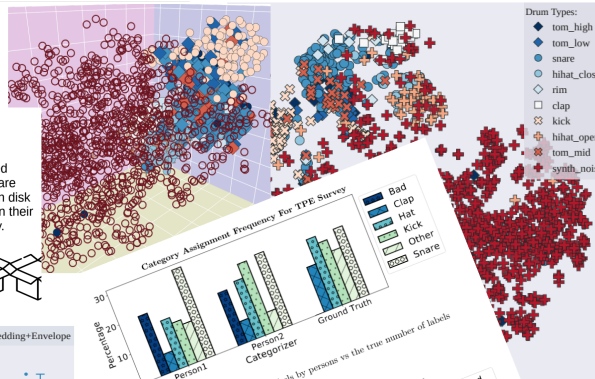 Drum Types:
tom_high
tom_low
snare
hihat_clos
rim
clap
kick
hihat_ope
tom_mid
synth_noi
d
are
n disk
n their
y.
Category Assignment Frequency For TPE Survey
Bad
Clap
Hat
Kick
Other
Snare
30
20
10
Percentage
Person1
Person2
Ground Truth
Categorizer
ls by persons vs the true number of labels
edding+Envelope